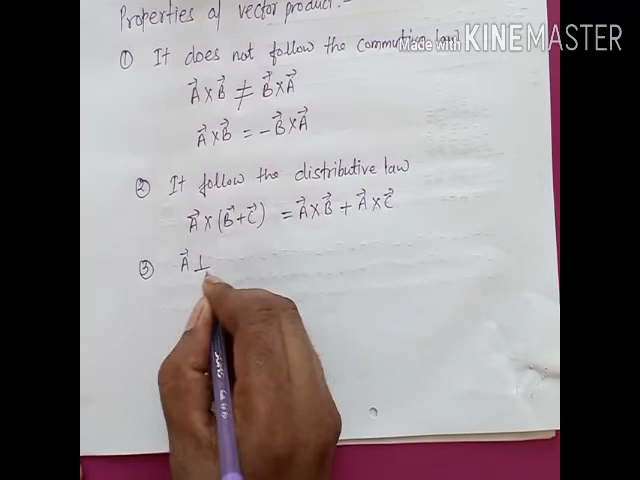 Properties of vector product:-
Made with KINEMASTER
① It does not follow the commutive law
A⃗ × B⃗ ≠ B⃗ × A⃗
A⃗ × B⃗ = - B⃗ × A⃗
② It follow the distributive law
A⃗ × (B⃗ + C⃗) = A⃗ × B⃗ + A⃗ × C⃗
③ A⃗ ⊥